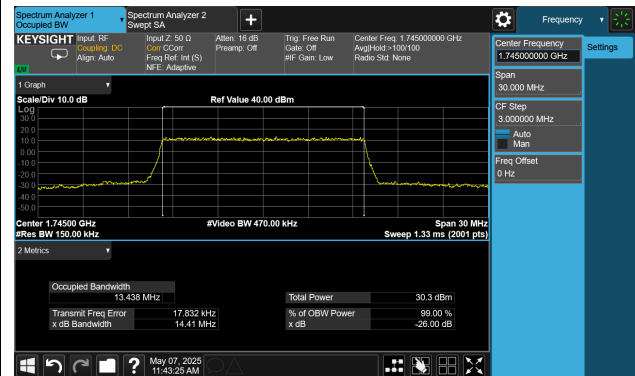 Spectrum Analyzer 1
Occupied BW
Spectrum Analyzer 2
Swept SA
Frequency
KEYSIGHT
Input: RF
Coupling: DC
Align: Auto
Input Z: 50 Ω
Corr CCorr
Freq Ref: Int (S)
NFE: Adaptive
Atten: 16 dB
Preamp: Off
Trig: Free Run
Gate: Off
#IF Gain: Low
Center Freq: 1.745000000 GHz
Avg|Hold:>100/100
Radio Std: None
Center Frequency
1.745000000 GHz
Settings
Span
30.000 MHz
CF Step
3.000000 MHz
Auto
Man
Freq Offset
0 Hz
1 Graph
Scale/Div 10.0 dB
Ref Value 40.00 dBm
Log
30.0
20.0
10.0
0.00
-10.0
-20.0
-30.0
-40.0
-50.0
Center 1.74500 GHz
#Video BW 470.00 kHz
Span 30 MHz
#Res BW 150.00 kHz
Sweep 1.33 ms (2001 pts)
2 Metrics
Occupied Bandwidth
13.438 MHz
Total Power
30.3 dBm
Transmit Freq Error
17.832 kHz
% of OBW Power
99.00 %
x dB Bandwidth
14.41 MHz
x dB
-26.00 dB
?
May 07, 2025
11:43:25 AM